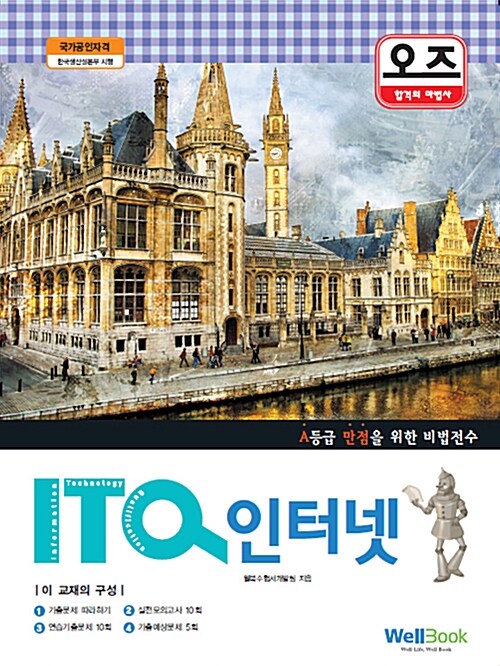 국가공인자격
한국생산성본부 시행
오즈
합격의 마법사
A등급 만점을 위한 비법전수
Information
Technology
Qualification
ITQ 인터넷
웰북수험서개발팀 지음
| 이 교재의 구성 |
1 기출문제 따라하기 2 실전모의고사 10회
3 연습기출문제 10회 4 기출예상문제 5회
WellBook
Well Life, Well Book